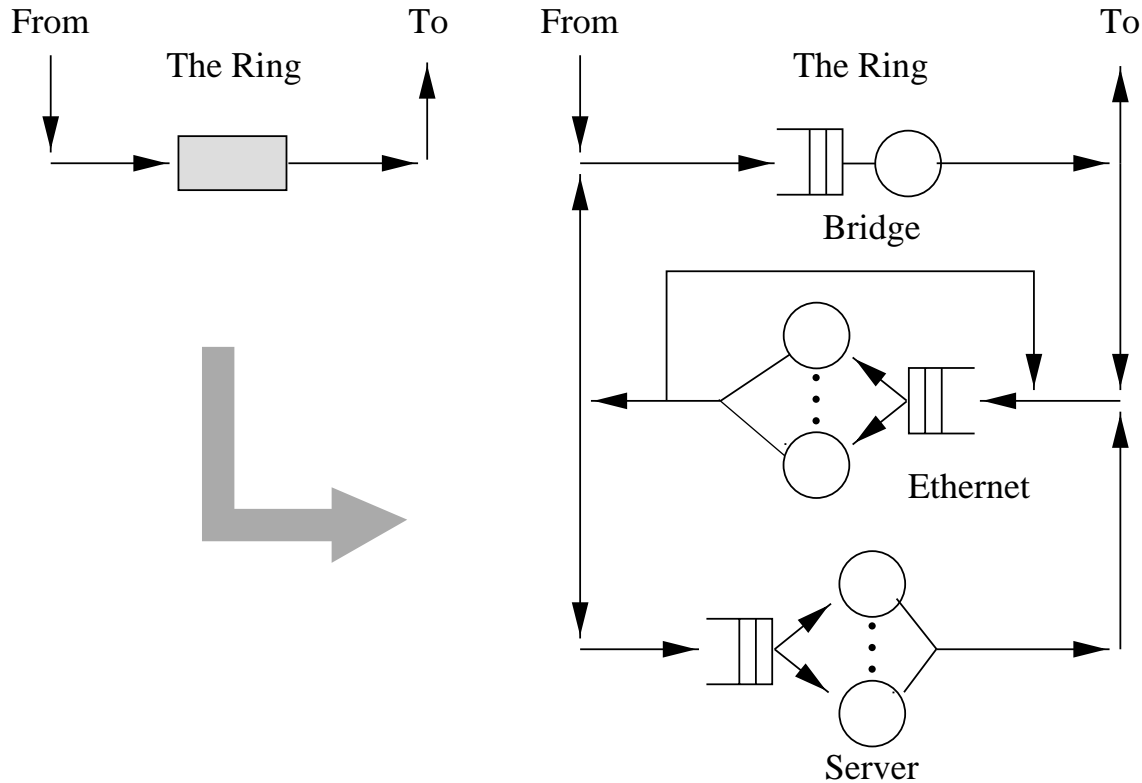 From
To
The Ring
From
To
The Ring
Bridge
Ethernet
Server